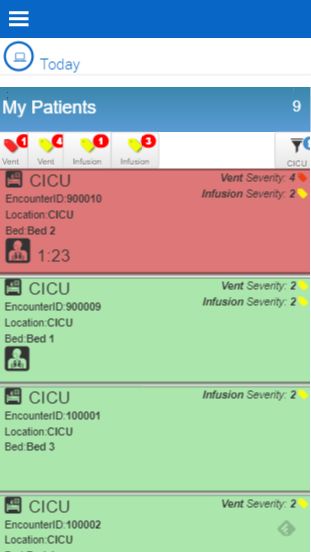 Today
My Patients 9
1 4 1 3
Vent Vent Infusion Infusion CICU
CICU Vent Severity: 4
EncounterID:900010 Infusion Severity: 2
Location:CICU
Bed:Bed 2
1:23
CICU Vent Severity: 2
EncounterID:900009 Infusion Severity: 2
Location:CICU
Bed:Bed 1
CICU Infusion Severity: 2
EncounterID:100001
Location:CICU
Bed:Bed 3
CICU Vent Severity: 2
EncounterID:100002
Location:CICU